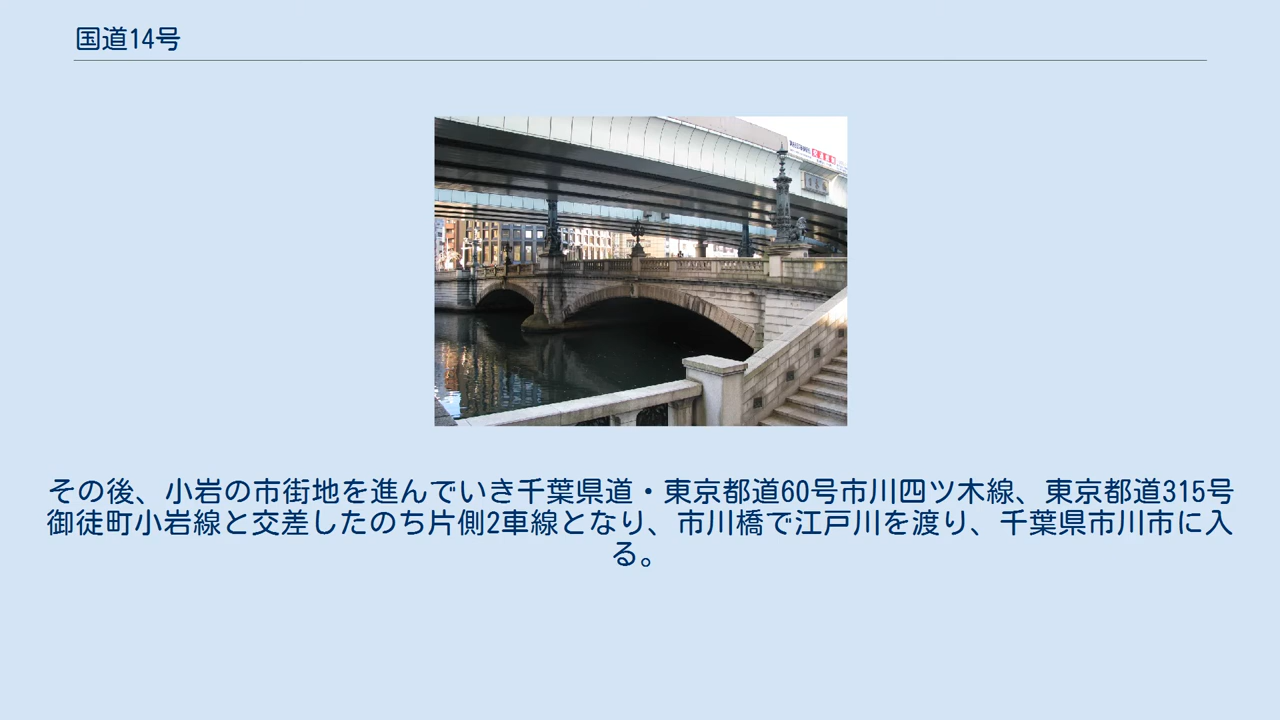 国道14号
その後、小岩の市街地を進んでいき千葉県道・東京都道60号市川四ツ木線、東京都道315号
御徒町小岩線と交差したのち片側2車線となり、市川橋で江戸川を渡り、千葉県市川市に入
る。